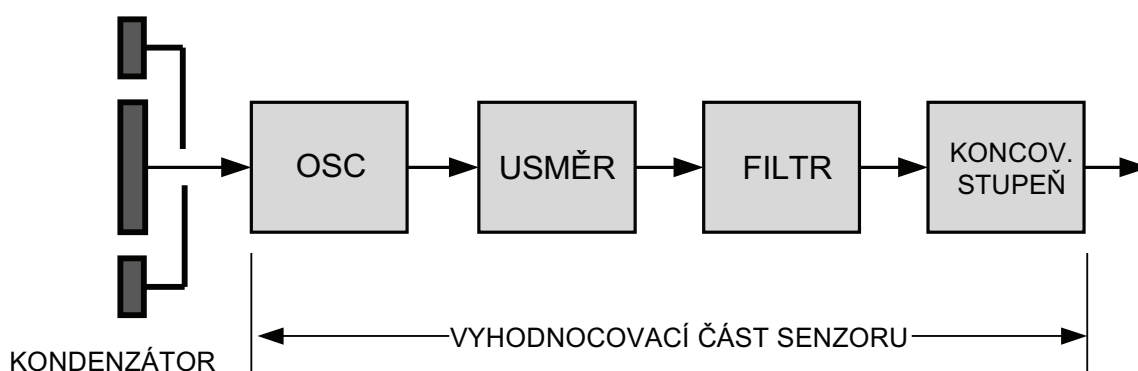 OSC
USMĚR
FILTR
KONCOV.
STUPEŇ
VYHODNOCOVACÍ ČÁST SENZORU
KONDENZÁTOR